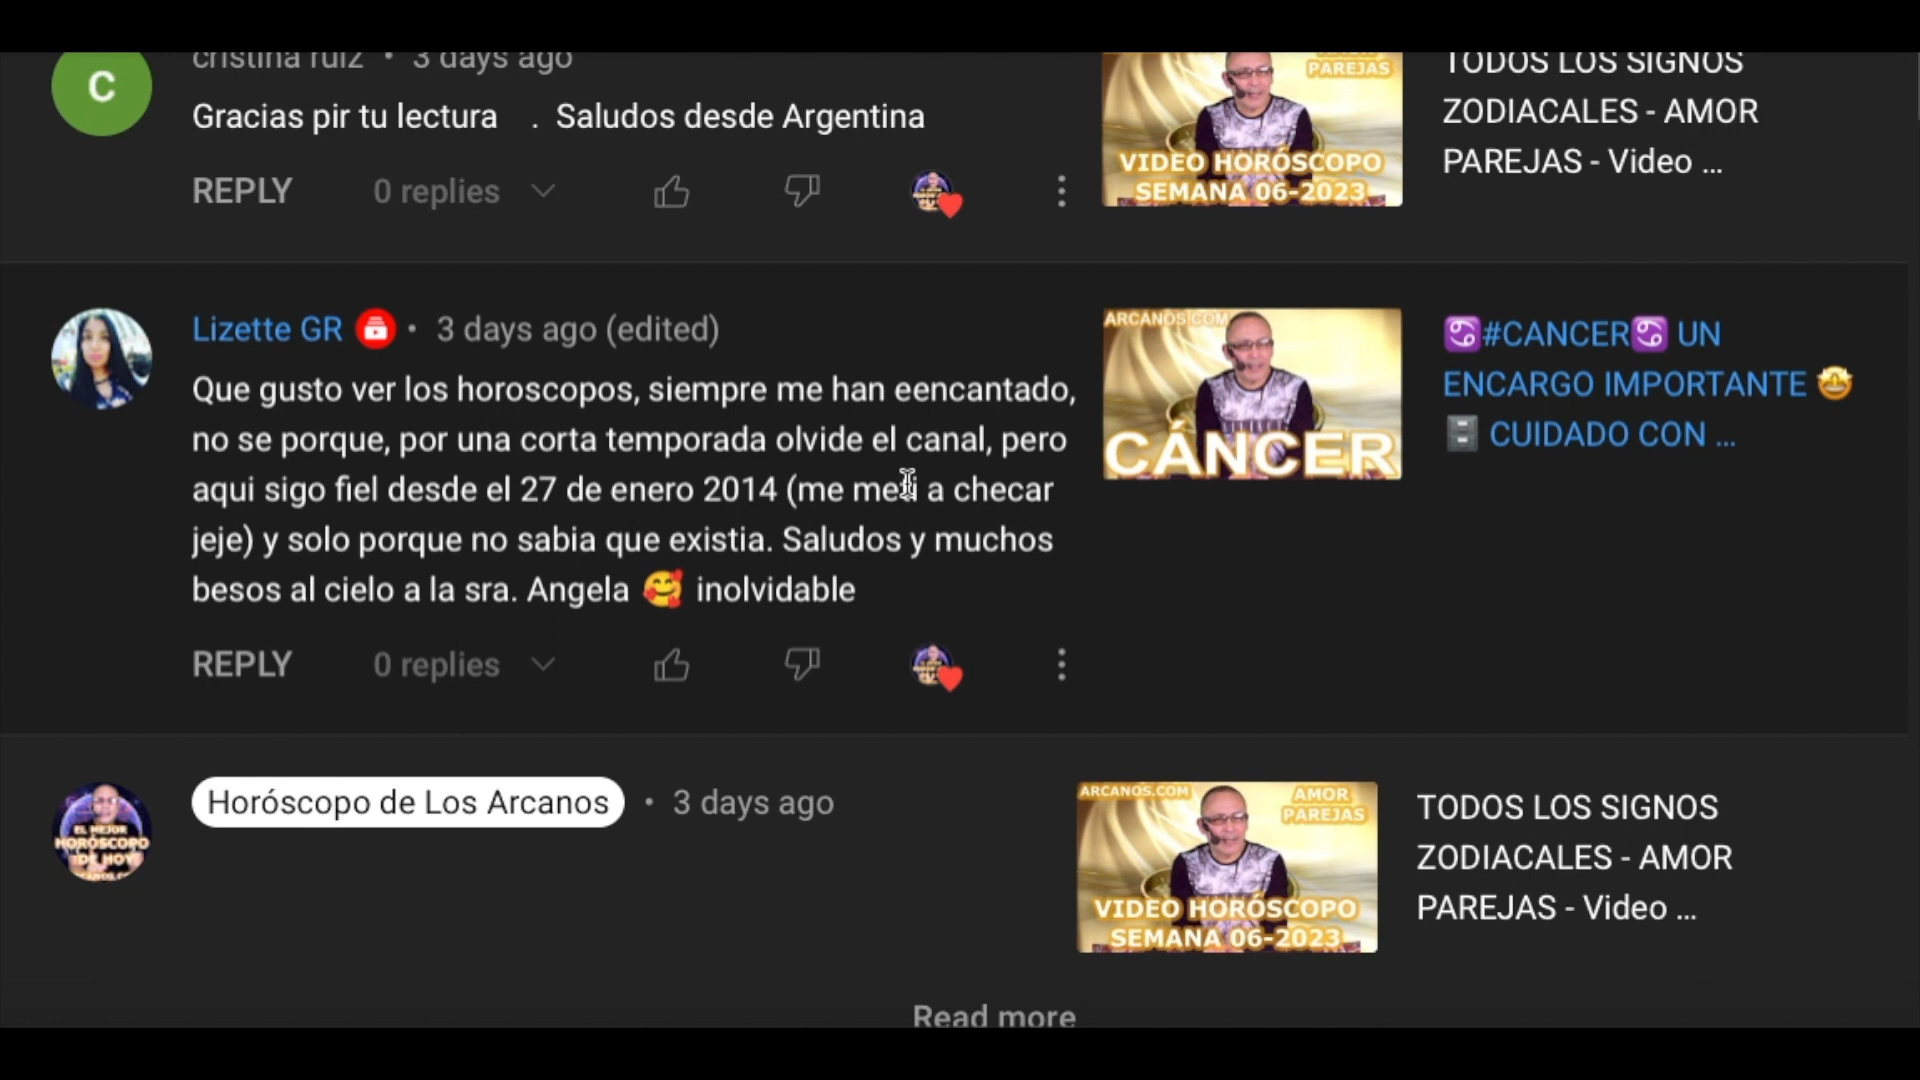 cristina ruiz • 3 days ago
C
Gracias pir tu lectura . Saludos desde Argentina
REPLY 0 replies
PAREJAS
VIDEO HORÓSCOPO
SEMANA 06-2023
TODOS LOS SIGNOS
ZODIACALES - AMOR
PAREJAS - Video ...
Lizette GR • 3 days ago (edited)
Que gusto ver los horoscopos, siempre me han eencantado,
no se porque, por una corta temporada olvide el canal, pero
aqui sigo fiel desde el 27 de enero 2014 (me a checar
jeje) y solo porque no sabia que existia. Saludos y muchos
besos al cielo a la sra. Angela 🥰 inolvidable
REPLY 0 replies
ARCANOS.COM
CÁNCER
♋#CANCER♋ UN
ENCARGO IMPORTANTE 🤩
🗄️ CUIDADO CON ...
EL MEJOR
HORÓSCOPO
DE HOY
Horóscopo de Los Arcanos • 3 days ago
ARCANOS.COM
AMOR
PAREJAS
VIDEO HORÓSCOPO
SEMANA 06-2023
TODOS LOS SIGNOS
ZODIACALES - AMOR
PAREJAS - Video ...
Read more